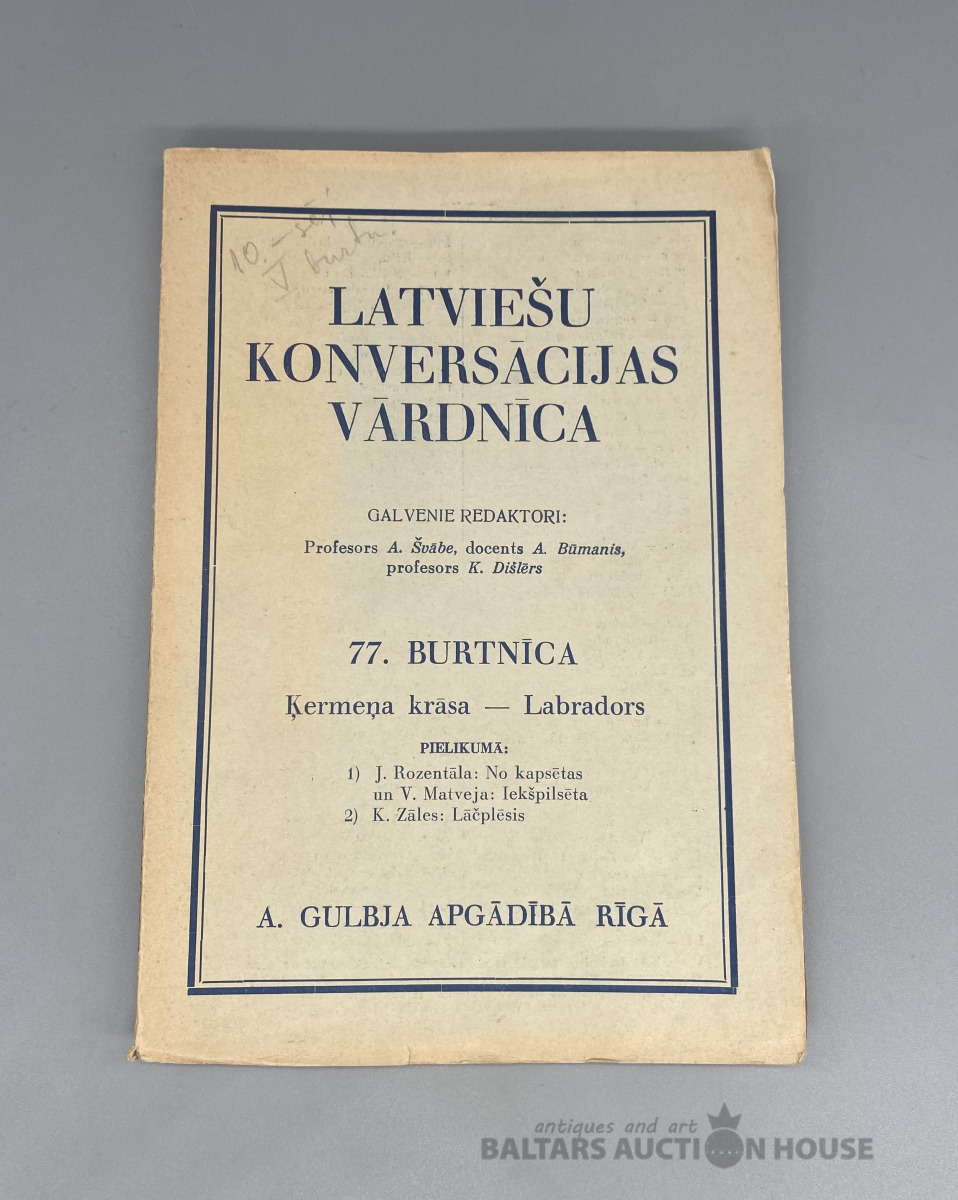 10. –
LATVIEŠU
KONVERSĀCIJAS
VĀRDNĪCA
GALVENIE REDAKTORI:
Profesors A. Švābe, docents A. Būmanis,
profesors K. Dišlērs
77. BURTNĪCA
Ķermeņa krāsa — Labradors
PIELIKUMĀ:
1) J. Rozentāla: No kapsētas
un V. Matveja: Iekšpilsēta
2) K. Zāles: Lāčplēsis
A. GULBJA APGĀDĪBĀ RĪGĀ
antiques and art
BALTARS AUCTION HOUSE